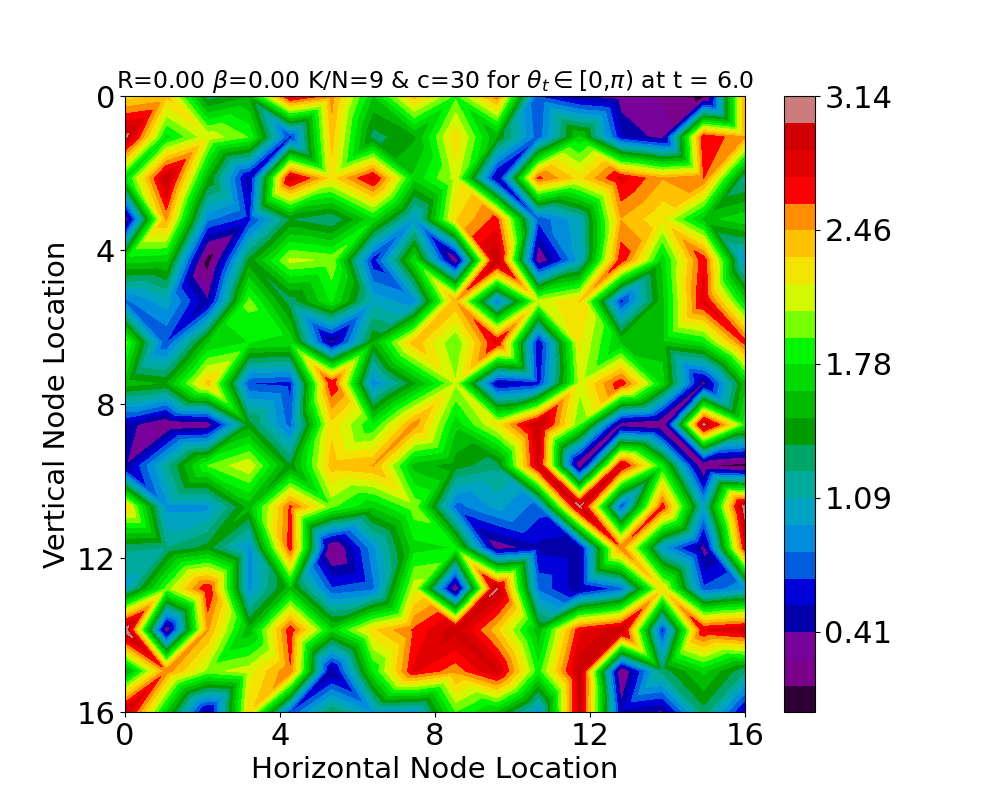 R=0.00 β=0.00 K/N=9 & c=30 for θₜ ∈ [0,π) at t = 6.0
0
4
8
12
16
Vertical Node Location
0 4 8 12 16
Horizontal Node Location
3.14
2.46
1.78
1.09
0.41